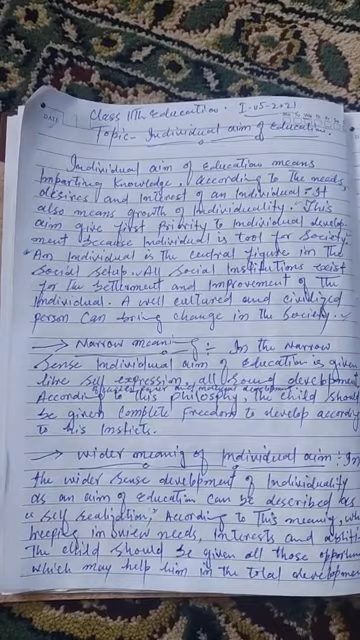 DATE
Class 11th Education. 1-05-2021
Topic- Individual aim of Education.
Individual aim of Education means
Imparting knowledge, according to the needs,
desires and interest of an individual. It
also means growth of Individuality. This
aim give first Priority to Individual develop-
ment because Individual is tool for Society.
An Individual is the central figure in the
Social Setup. All Social Institutions exist
for the betterment and Improvement of the
Individual. A well cultured and civilized
person can bring change in the Society.
→ Narrow meaning:- In the Narrow
Sense Individual aim of Education is given
like Self expression, all sound development
According to this Philosophy, The child should
be given complete freedom to develop accordi
to his Insticts.
→ Wider meaning of Individual aim: In
the wider Sense development of Individuality
as an aim of Education can be described as
a "Self Realization," According to This meaning, wh
keeping in view needs, interests and abiliti
The child should be given all those opportun
which may help him in the total developmen